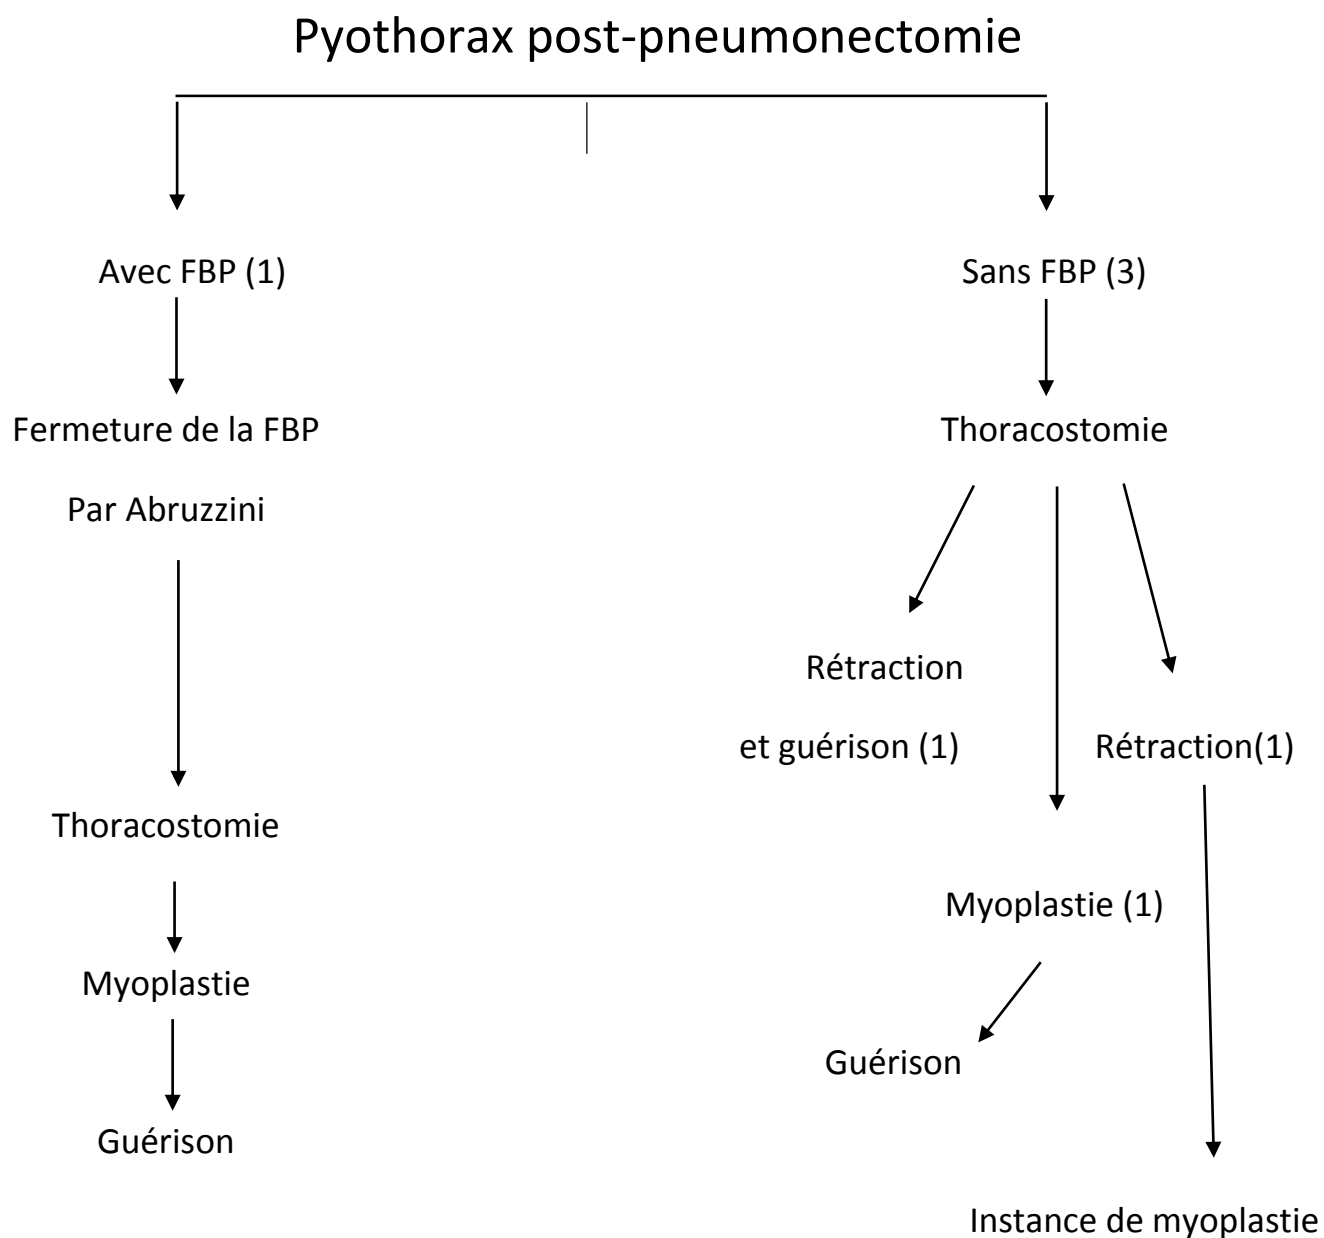 Pyothorax post-pneumonectomie
Avec FBP (1)
Sans FBP (3)
Fermeture de la FBP
Par Abruzzini
Thoracostomie
Myoplastie
Guérison
Thoracostomie
Rétraction
et guérison (1)
Rétraction(1)
Myoplastie (1)
Guérison
Instance de myoplastie